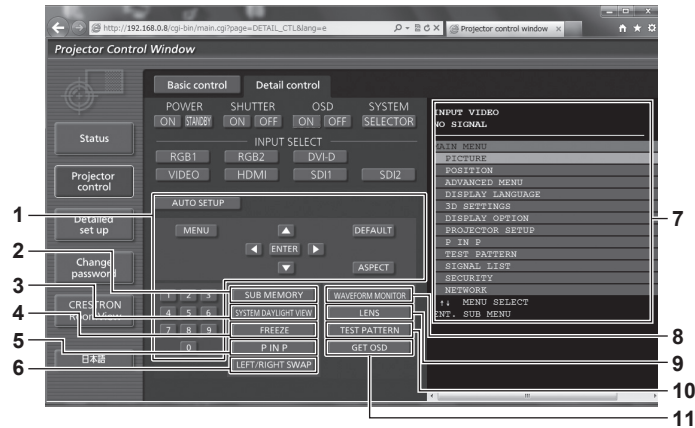 http://192.168.0.8/cgi-bin/main.cgi?page=DETAIL_CTL&lang=e
Projector control window
Projector Control Window
Basic control
Detail control
POWER
SHUTTER
OSD
SYSTEM
ON
STANDBY
ON
OFF
ON
OFF
SELECTOR
INPUT SELECT
RGB1
RGB2
DVI-D
VIDEO
HDMI
SDI1
SDI2
Status
Projector
control
Detailed
set up
Change
password
CRESTRON
Room View
日本語
AUTO SETUP
MENU
DEFAULT
ENTER
ASPECT
1 2 3
4 5 6
7 8 9
0
SUB MEMORY
SYSTEM DAYLIGHT VIEW
FREEZE
P IN P
LEFT/RIGHT SWAP
WAVEFORM MONITOR
LENS
TEST PATTERN
GET OSD
INPUT VIDEO
NO SIGNAL
MAIN MENU
PICTURE
POSITION
ADVANCED MENU
DISPLAY LANGUAGE
3D SETTINGS
DISPLAY OPTION
PROJECTOR SETUP
P IN P
TEST PATTERN
SIGNAL LIST
SECURITY
NETWORK
↑↓ MENU SELECT
ENT. SUB MENU
1
2
3
4
5
6
7
8
9
10
11